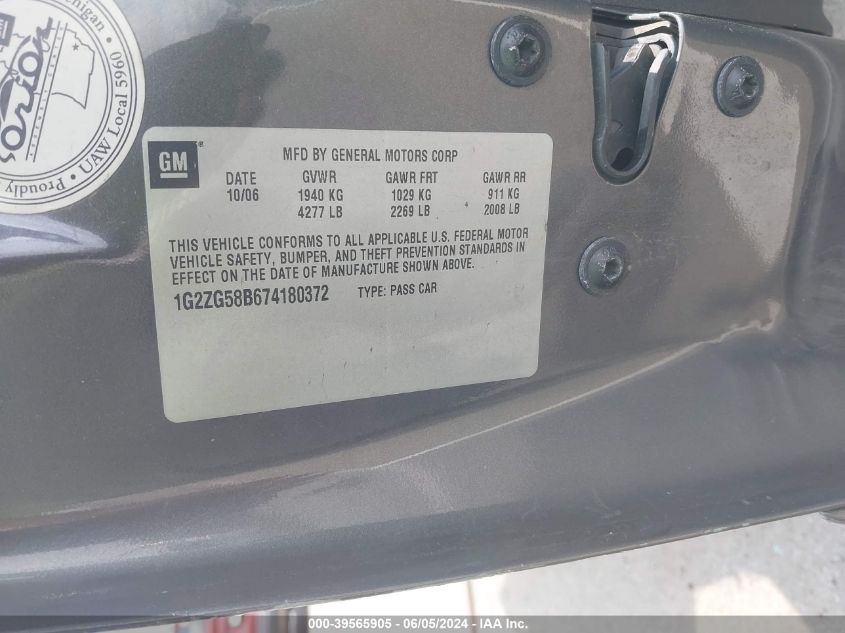 chigan
Orion
Proudly
UAW Local 5960
GM
MFD BY GENERAL MOTORS CORP
DATE GVWR GAWR FRT GAWR RR
10/06 1940 KG 1029 KG 911 KG
4277 LB 2269 LB 2008 LB
THIS VEHICLE CONFORMS TO ALL APPLICABLE U.S. FEDERAL MOTOR
VEHICLE SAFETY, BUMPER, AND THEFT PREVENTION STANDARDS IN
EFFECT ON THE DATE OF MANUFACTURE SHOWN ABOVE.
1G2ZG58B674180372 TYPE: PASS CAR
000-39565905 - 06/05/2024 - IAA Inc.